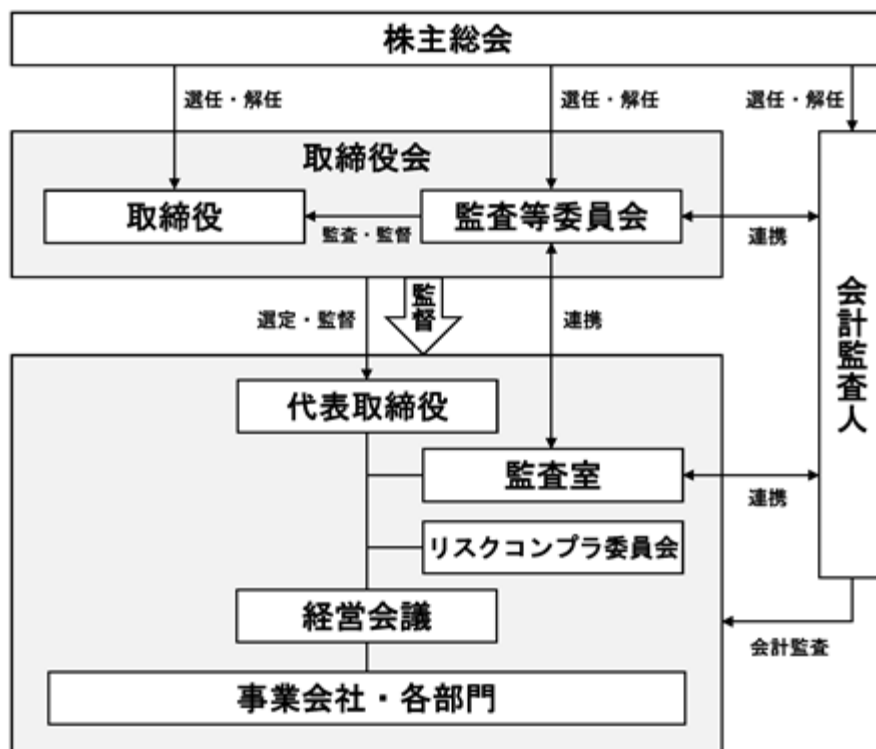 株主総会
選任・解任
選任・解任
選任・解任
取締役会
取締役
監査・監督
監査等委員会
連携
会計監査人
選定・監督
監督
連携
代表取締役
監査室
連携
リスクコンプラ委員会
経営会議
会計監査
事業会社・各部門